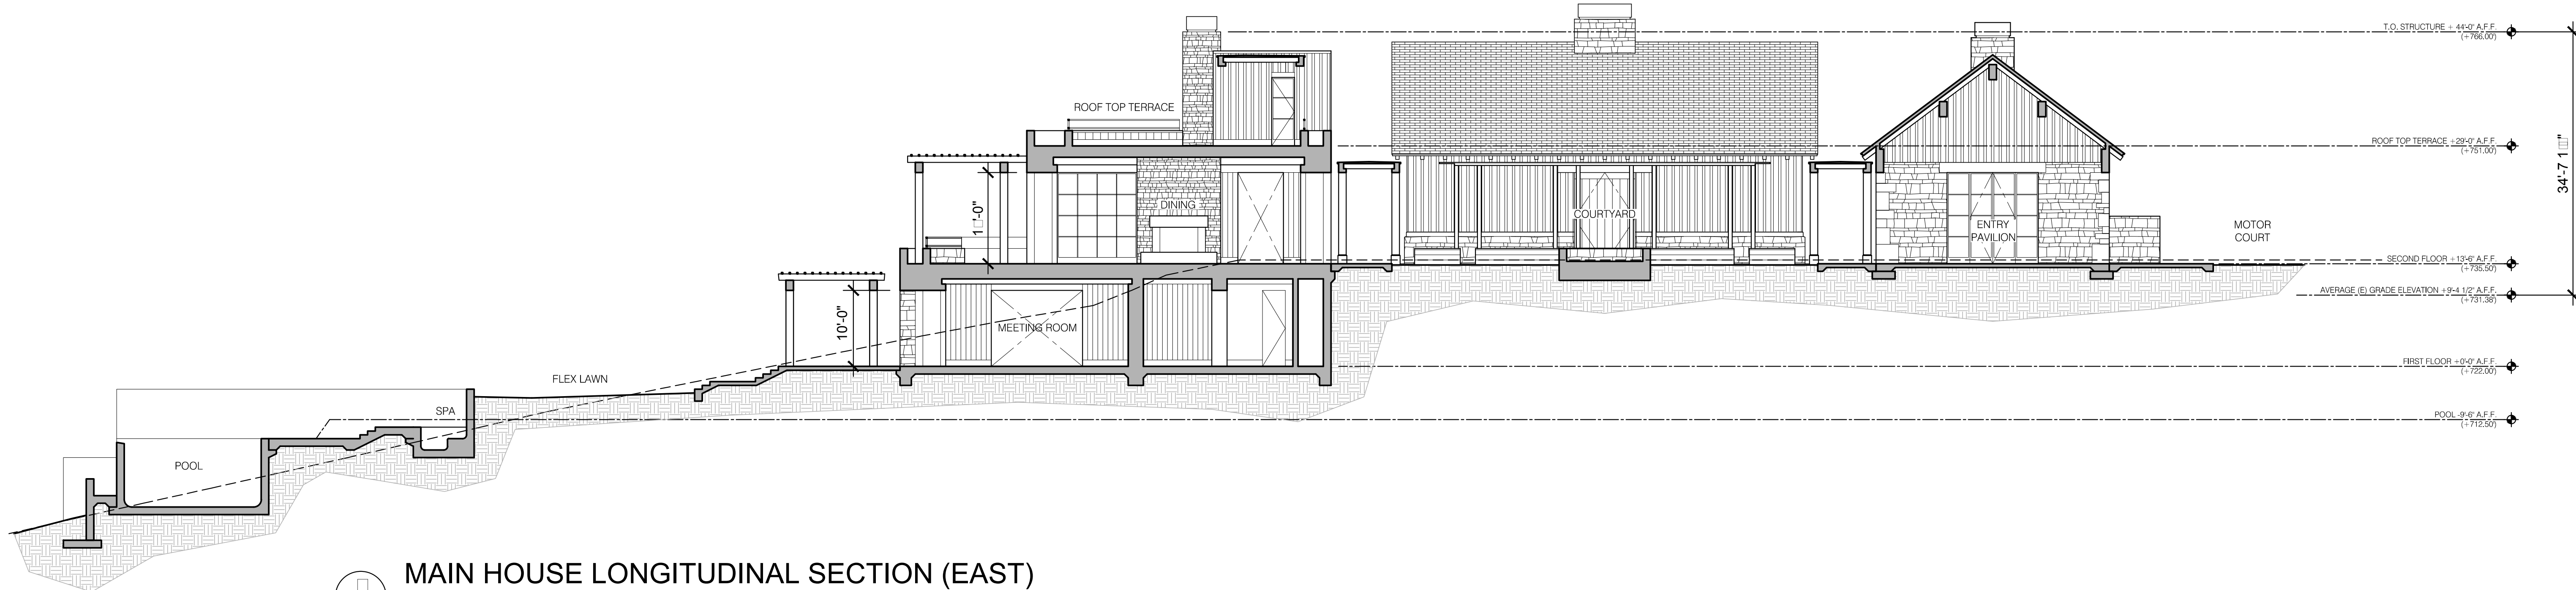 T.O. STRUCTURE + 44'-0" A.F.F.
(+766.00')
ROOF TOP TERRACE
ROOF TOP TERRACE +29'-0" A.F.F.
(+751.00')
DINING
COURTYARD
ENTRY
PAVILION
MOTOR
COURT
SECOND FLOOR +13'-6" A.F.F.
(+735.50')
AVERAGE (E) GRADE ELEVATION +9'-4 1/2" A.F.F.
(+731.38')
10'-0"
MEETING ROOM
FIRST FLOOR +0'-0" A.F.F.
(+722.00')
FLEX LAWN
SPA
POOL -9'-6" A.F.F.
(+712.50')
POOL
MAIN HOUSE LONGITUDINAL SECTION (EAST)